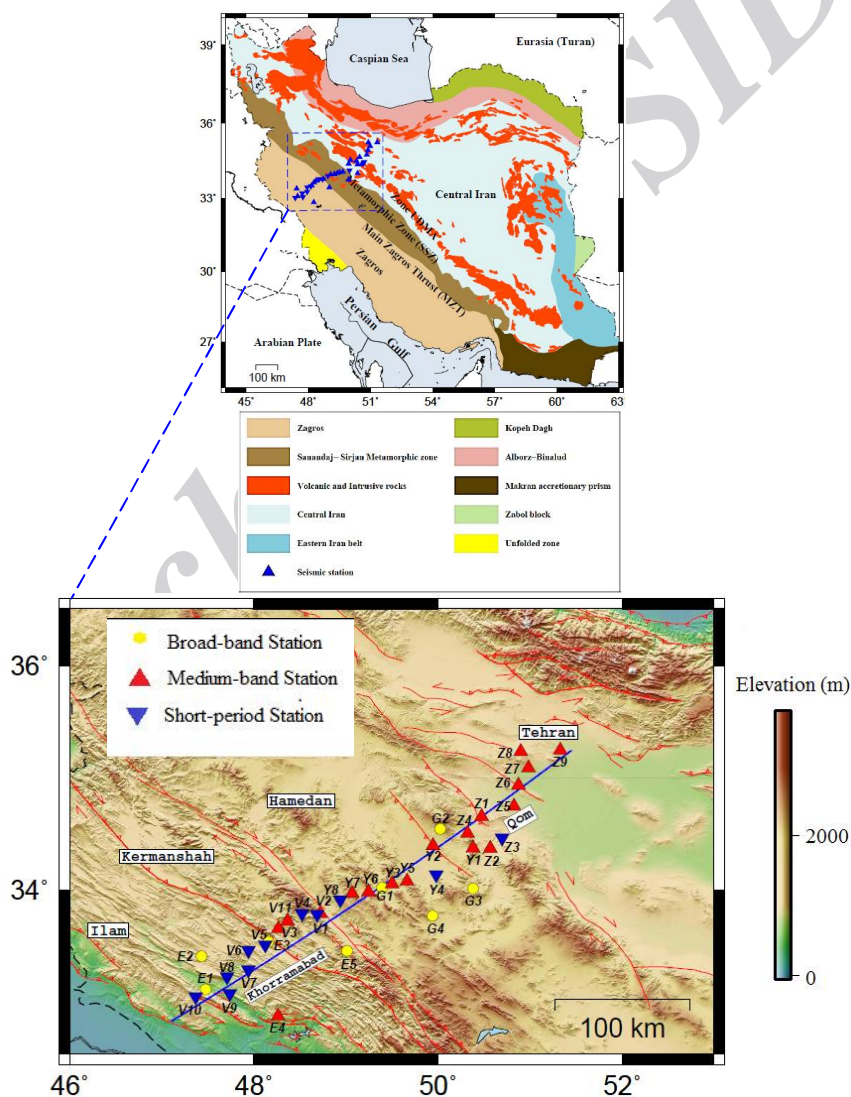 39°
36°
33°
30°
27°
Caspian Sea
Eurasia (Turan)
Central Iran
Zone UDMA
Metamorphic Zone (SSZ)
Main Zagros Thrust (MZT)
Zagros
Persian Gulf
Arabian Plate
100 km
45° 48° 51° 54° 57° 60° 63
Zagros
Kopeh Dagh
Sanandaj–Sirjan Metamorphic zone
Alborz–Binalud
Volcanic and Intrusive rocks
Makran accretionary prism
Central Iran
Zabol block
Eastern Iran belt
Unfolded zone
Seismic station
Broad-band Station
Medium-band Station
Short-period Station
36°
34°
Elevation (m)
2000
0
Tehran
Z8
Z9
Z7
Z6
Z5
Z1
Qom
Hamedan
G2
Z4
Z3
Y2
Y1
Z2
Kermanshah
Y5
Y3
Y6
Y7
G1
Y4
G3
Y8
V2
V4
V11
V1
G4
V3
Ilam
V5
E3
V6
E5
E2
V8
V7
Khorramabad
E1
V10
V9
E4
100 km
46° 48° 50° 52°